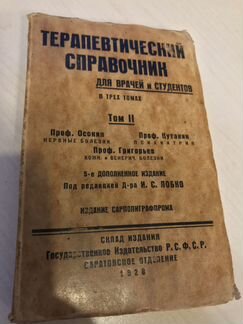 ТЕРАПЕВТИЧЕСКИЙ
СПРАВОЧНИК
ДЛЯ ВРАЧЕЙ И СТУДЕНТОВ
В ТРЕХ ТОМАХ
Том II
Проф. Осокин Проф. Кутанин
НЕРВНЫЕ БОЛЕЗНИ ПСИХИАТРИЯ
Проф. Григорьев
КОЖН. и ВЕНЕРИЧ. БОЛЕЗНИ
5-е ДОПОЛНЕННОЕ ИЗДАНИЕ
Под редакцией Д-ра И. С. ЛОБКО
ИЗДАНИЕ САРПОЛИГРАФПРОМА
СКЛАД ИЗДАНИЯ
Государственное Издательство Р.С.Ф.С.Р.
САРАТОВСКОЕ ОТДЕЛЕНИЕ
1928